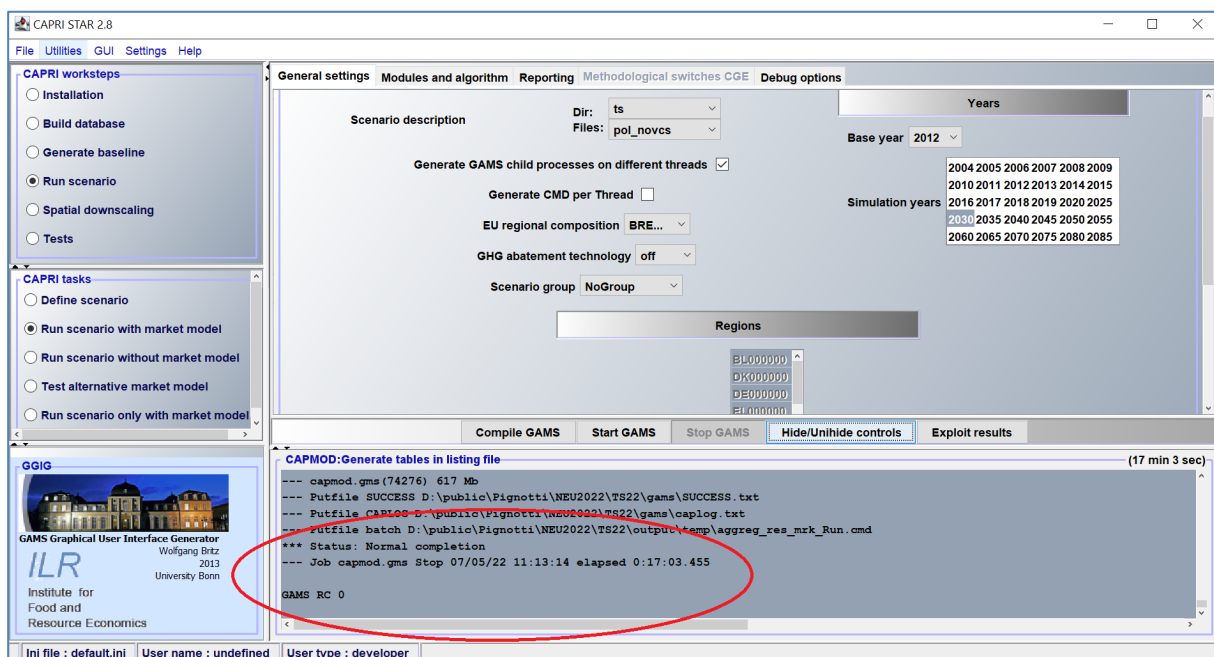 CAPRI STAR 2.8
File Utilities GUI Settings Help
CAPRI worksteps
Installation
Build database
Generate baseline
Run scenario
Spatial downscaling
Tests
CAPRI tasks
Define scenario
Run scenario with market model
Run scenario without market model
Test alternative market model
Run scenario only with market model
GGIG
GAMS Graphical User Interface Generator
Wolfgang Britz
2013
University Bonn
ILR
Institute for
Food and
Resource Economics
General settings Modules and algorithm Reporting Methodological switches CGE Debug options
Scenario description
Dir: ts
Files: pol_novcs
Generate GAMS child processes on different threads
Generate CMD per Thread
EU regional composition BRE...
GHG abatement technology off
Scenario group NoGroup
Years
Base year 2012
Simulation years
2004 2005 2006 2007 2008 2009
2010 2011 2012 2013 2014 2015
2016 2017 2018 2019 2020 2025
2030 2035 2040 2045 2050 2055
2060 2065 2070 2075 2080 2085
Regions
BL000000
DK000000
DE000000
EL000000
Compile GAMS Start GAMS Stop GAMS Hide/Unihide controls Exploit results
CAPMOD:Generate tables in listing file (17 min 3 sec)
--- capmod.gms(74276) 617 Mb
--- Putfile SUCCESS D:\public\Pignotti\NEU2022\TS22\gams\SUCCESS.txt
--- Putfile CAPLOG D:\public\Pignotti\NEU2022\TS22\gams\caplog.txt
--- Putfile batch D:\public\Pignotti\NEU2022\TS22\output\temp\aggreg_res_mrk_Run.cmd
*** Status: Normal completion
--- Job capmod.gms Stop 07/05/22 11:13:14 elapsed 0:17:03.455
GAMS RC 0
Ini file : default.ini User name : undefined User type : developer